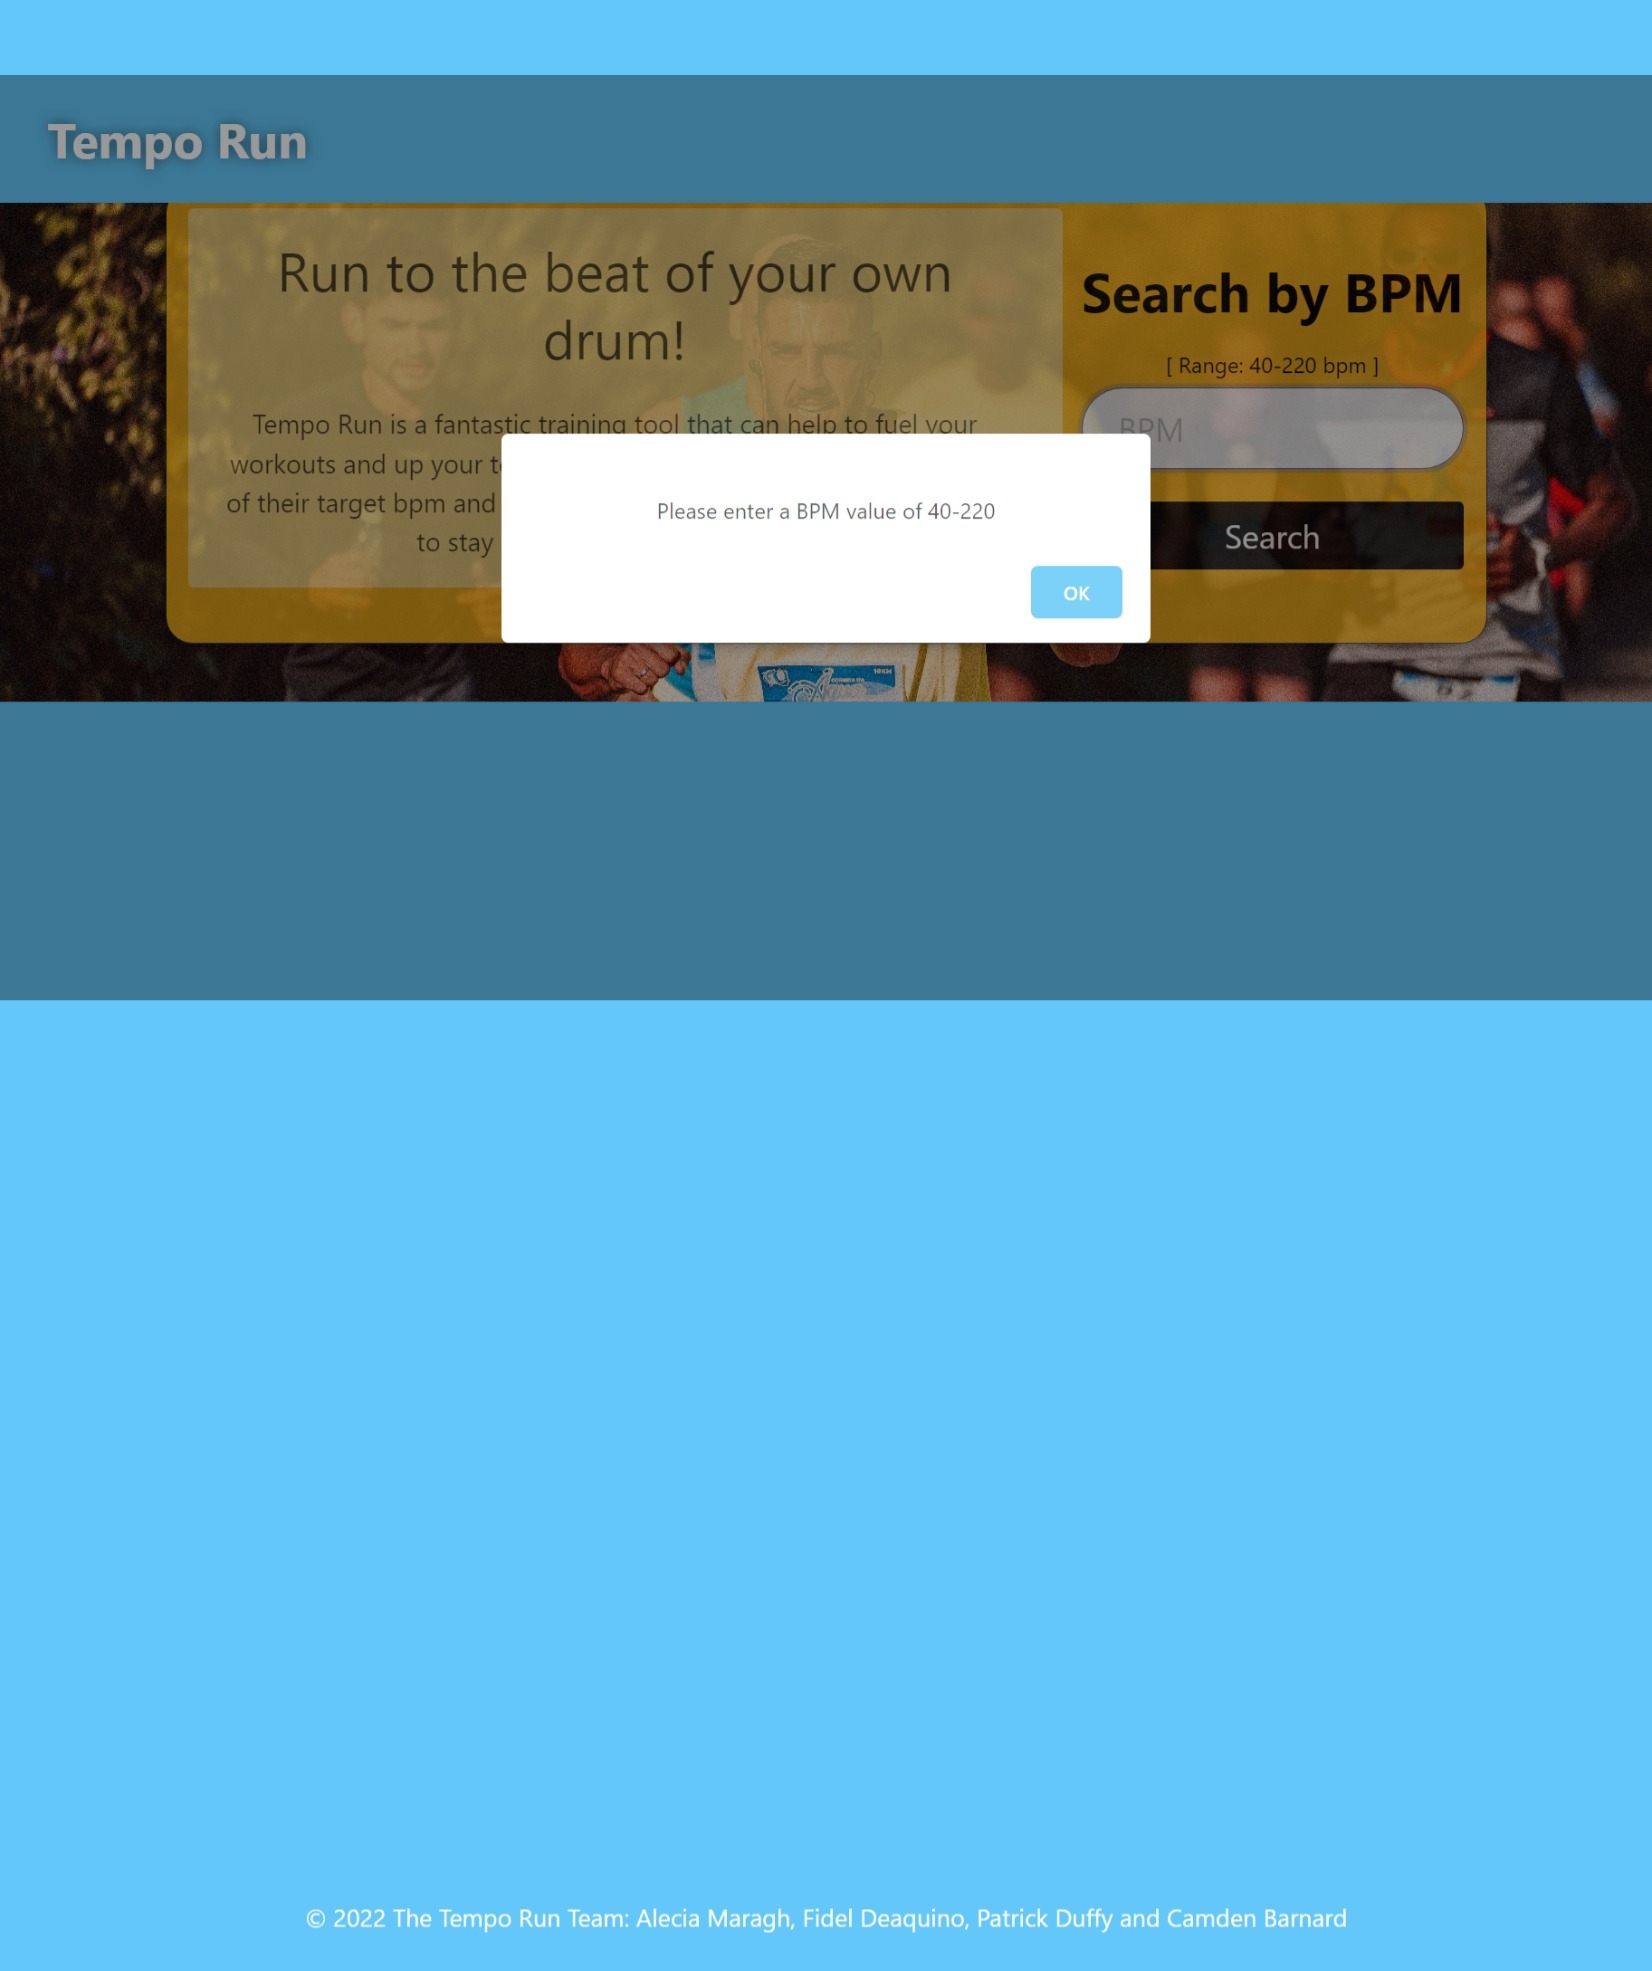 Tempo Run
Run to the beat of your own
drum!
Tempo Run is a fantastic training tool that can help to fuel your
workouts and up your
of their target bpm and
to stay
Search by BPM
[ Range: 40-220 bpm ]
BPM
Search
Please enter a BPM value of 40-220
OK
10KM
© 2022 The Tempo Run Team: Alecia Maragh, Fidel Deaquino, Patrick Duffy and Camden Barnard